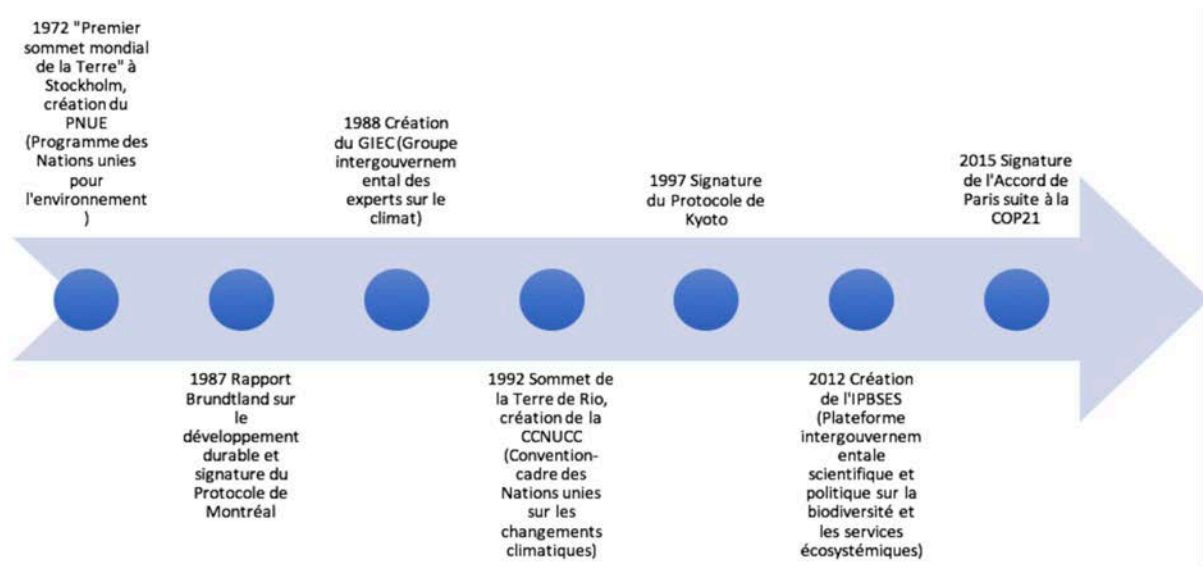 1972 "Premier
sommet mondial
de la Terre" à
Stockholm,
création du
PNUE
(Programme des
Nations unies
pour
l'environnement
)
1987 Rapport
Brundtland sur
le
développement
durable et
signature du
Protocole de
Montréal
1988 Création
du GIEC (Groupe
intergouvernem
ental des
experts sur le
climat)
1992 Sommet de
la Terre de Rio,
création de la
CCNUCC
(Convention-
cadre des
Nations unies
sur les
changements
climatiques)
1997 Signature
du Protocole de
Kyoto
2012 Création
de l'IPBSES
(Plateforme
intergouvernem
entale
scientifique et
politique sur la
biodiversité et
les services
écosystémiques)
2015 Signature
de l'Accord de
Paris suite à la
COP21